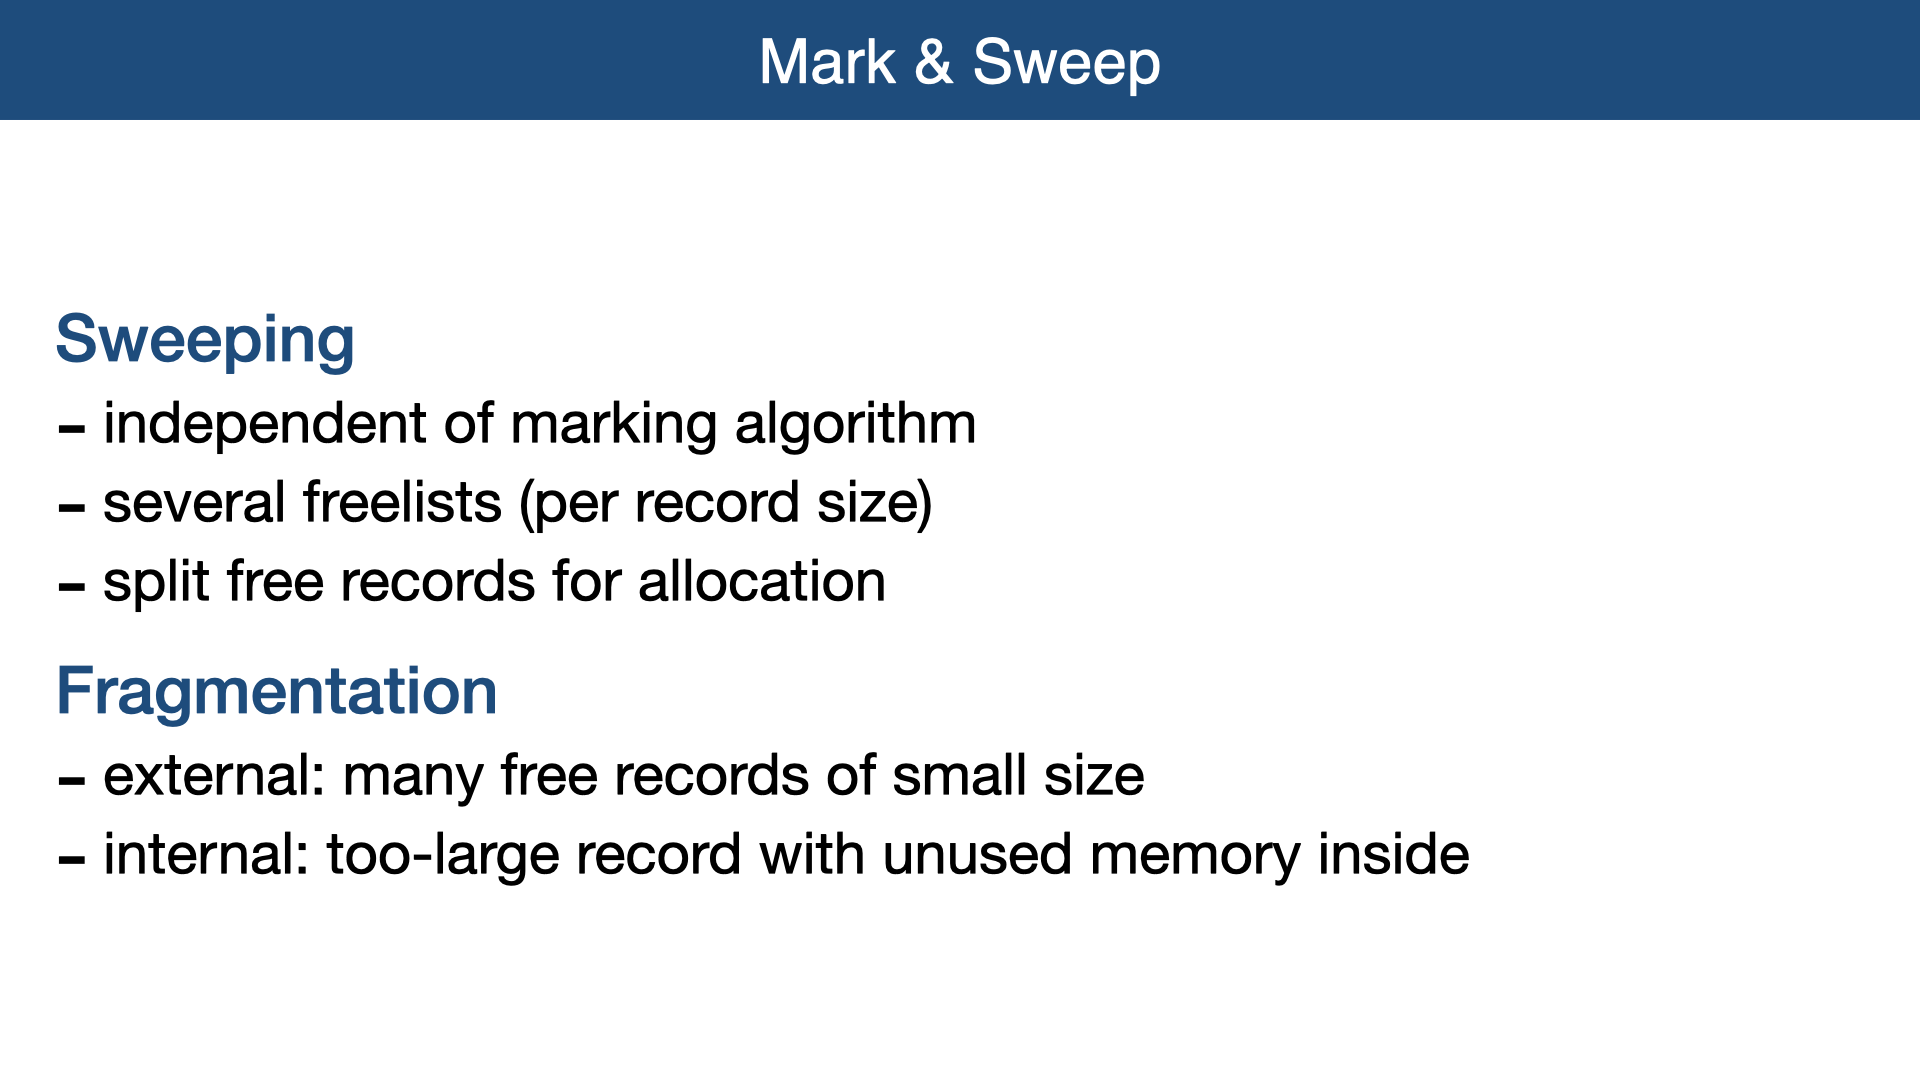 Mark & Sweep
Sweeping
- independent of marking algorithm
- several freelists (per record size)
- split free records for allocation
Fragmentation
- external: many free records of small size
- internal: too-large record with unused memory inside